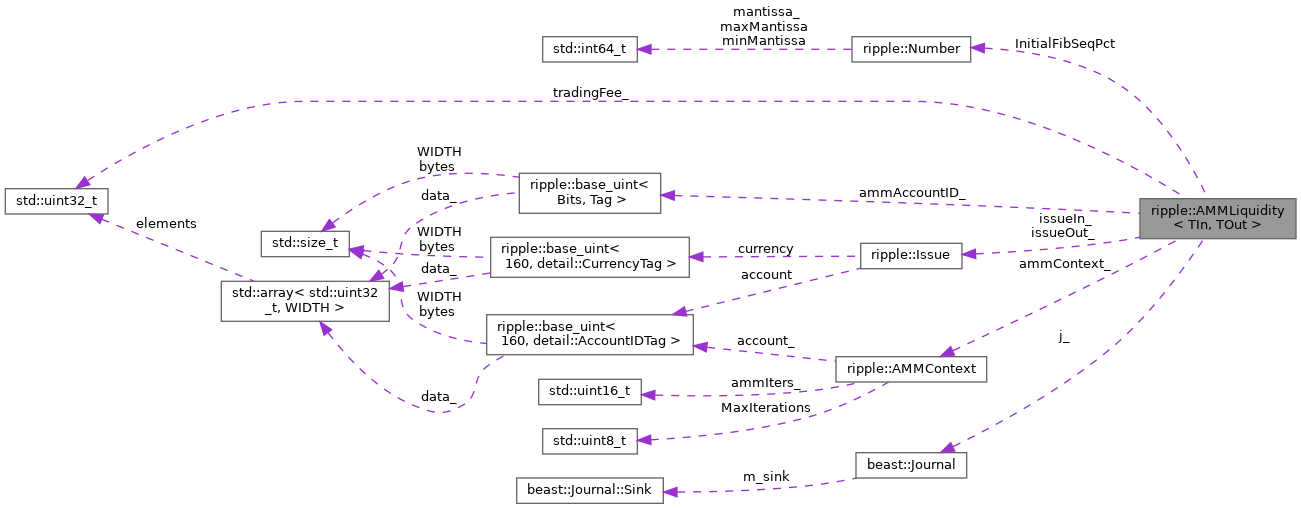 mantissa_
maxMantissa
minMantissa
std::int64_t
ripple::Number
InitialFibSeqPct
tradingFee_
std::uint32_t
elements
WIDTH
bytes
data_
ripple::base_uint<
Bits, Tag >
ammAccountID_
ripple::AMMLiquidity
< TIn, TOut >
std::size_t
WIDTH
bytes
data_
ripple::base_uint<
160, detail::CurrencyTag >
currency
ripple::Issue
issueIn_
issueOut_
account
ammContext_
std::array< std::uint32
_t, WIDTH >
WIDTH
bytes
ripple::base_uint<
160, detail::AccountIDTag >
account_
j_
data_
ripple::AMMContext
std::uint16_t
ammIters_
MaxIterations
std::uint8_t
beast::Journal
m_sink
beast::Journal::Sink